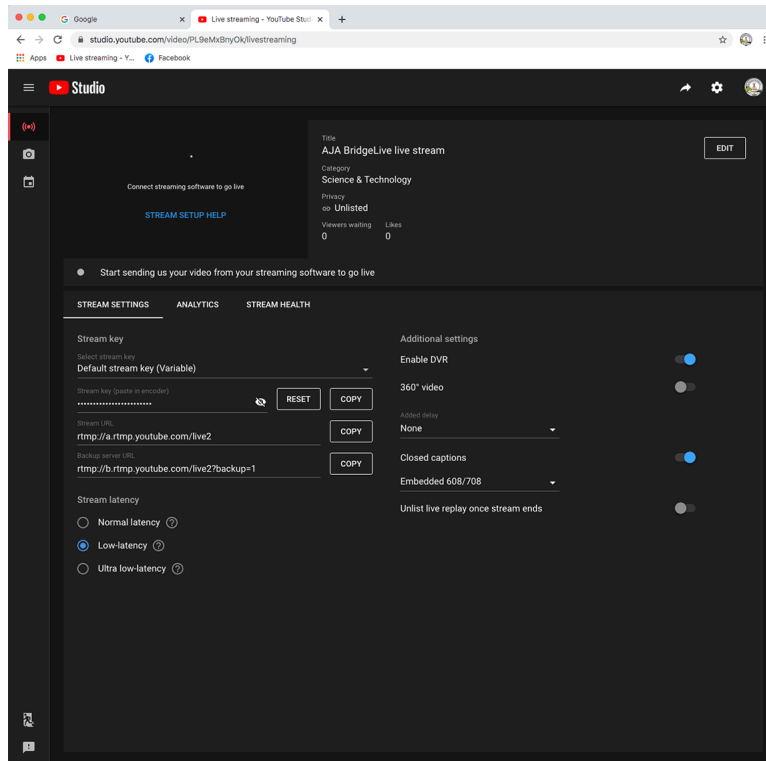 Google
Live streaming - YouTube Stud
studio.youtube.com/video/PL9eMxBnyOk/livestreaming
Apps
Live streaming - Y...
Facebook
Studio
Connect streaming software to go live
STREAM SETUP HELP
Title
AJA BridgeLive live stream
EDIT
Category
Science & Technology
Privacy
Unlisted
Viewers waiting Likes
0 0
Start sending us your video from your streaming software to go live
STREAM SETTINGS ANALYTICS STREAM HEALTH
Stream key
Select stream key
Default stream key (Variable)
Stream key (paste in encoder)
••••••••••••••••••••••••
RESET COPY
Stream URL
rtmp://a.rtmp.youtube.com/live2
COPY
Backup server URL
rtmp://b.rtmp.youtube.com/live2?backup=1
COPY
Stream latency
Normal latency
Low-latency
Ultra low-latency
Additional settings
Enable DVR
360° video
Added delay
None
Closed captions
Embedded 608/708
Unlist live replay once stream ends